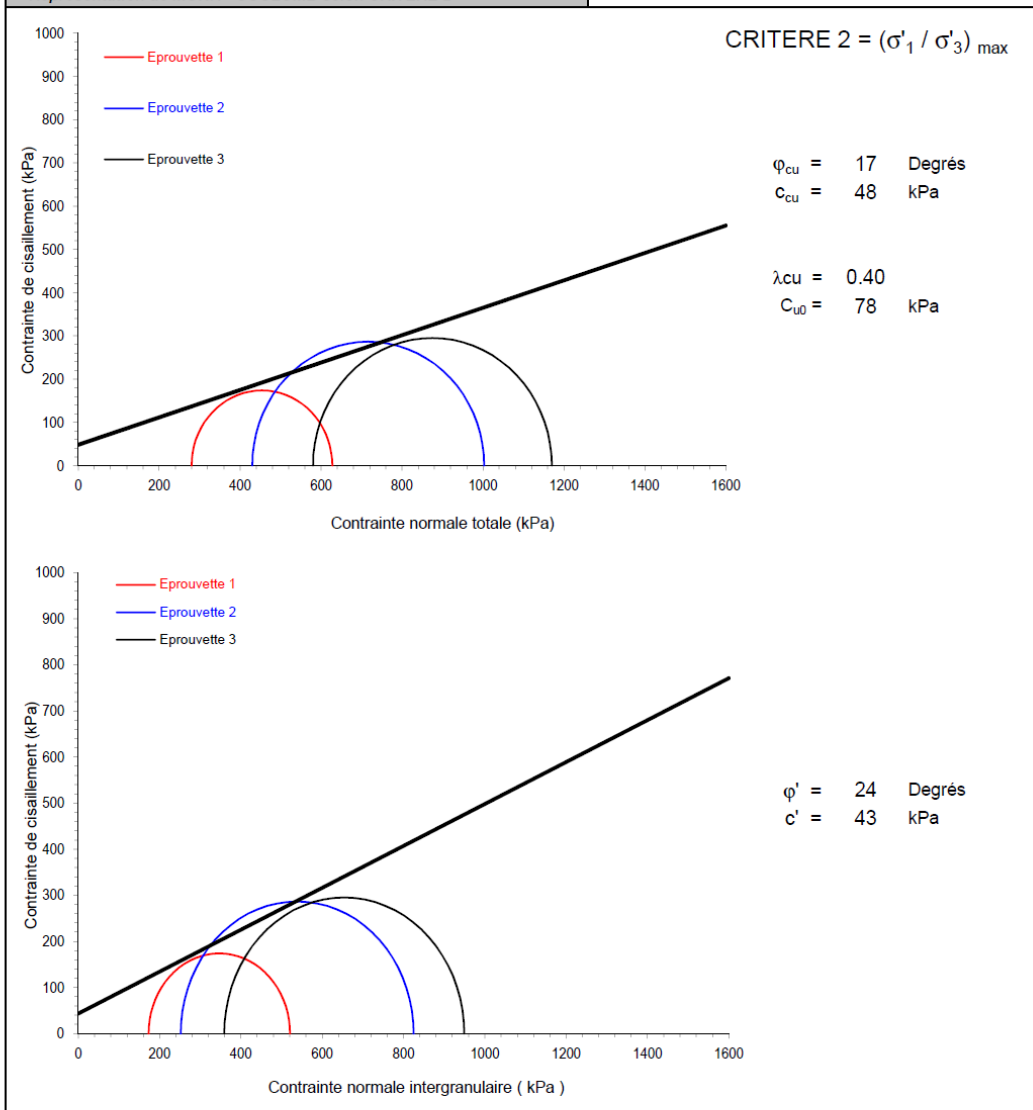 CRITERE 2 = (σ'1 / σ'3) max
1000
900
800
700
600
500
400
300
200
100
0
Contrainte de cisaillement (kPa)
Eprouvette 1
Eprouvette 2
Eprouvette 3
φcu = 17 Degrés
ccu = 48 kPa
λcu = 0.40
Cu0 = 78 kPa
0 200 400 600 800 1000 1200 1400 1600
Contrainte normale totale (kPa)
1000
900
800
700
600
500
400
300
200
100
0
Contrainte de cisaillement (kPa)
Eprouvette 1
Eprouvette 2
Eprouvette 3
φ' = 24 Degrés
c' = 43 kPa
0 200 400 600 800 1000 1200 1400 1600
Contrainte normale intergranulaire ( kPa )